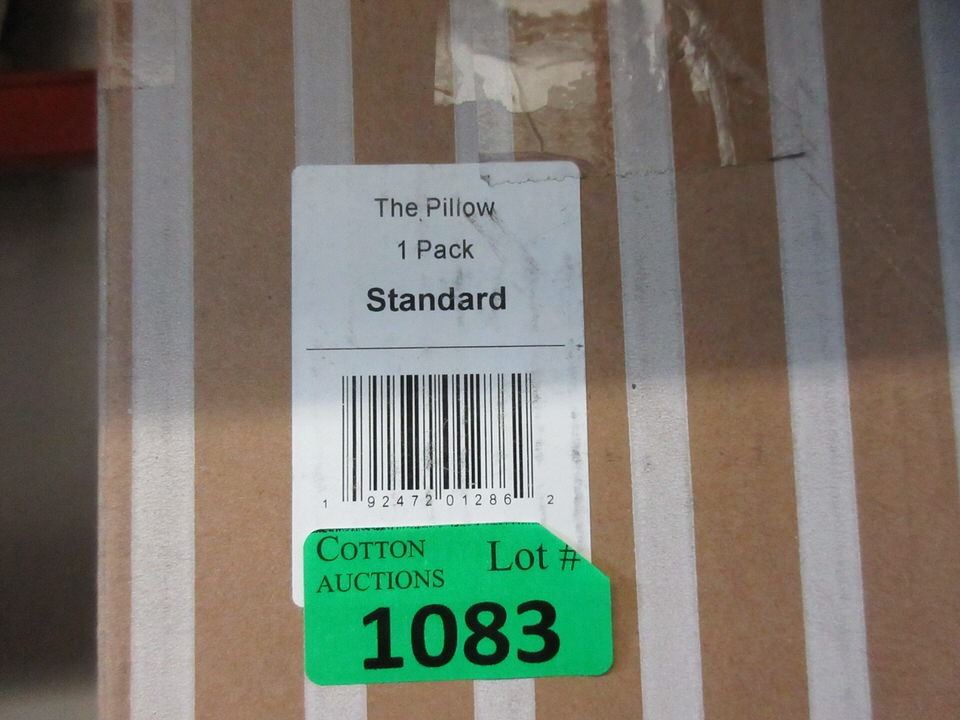 The Pillow
1 Pack
Standard
1 92472 01286 2
COTTON AUCTIONS Lot #
1083